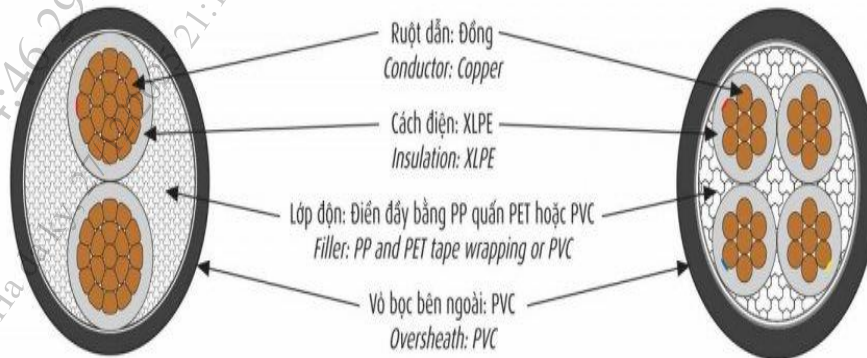 Ruột dẫn: Đồng
Conductor: Copper
Cách điện: XLPE
Insulation: XLPE
Lớp độn: Điền đầy bằng PP quấn PET hoặc PVC
Filler: PP and PET tape wrapping or PVC
Vỏ bọc bên ngoài: PVC
Oversheath: PVC